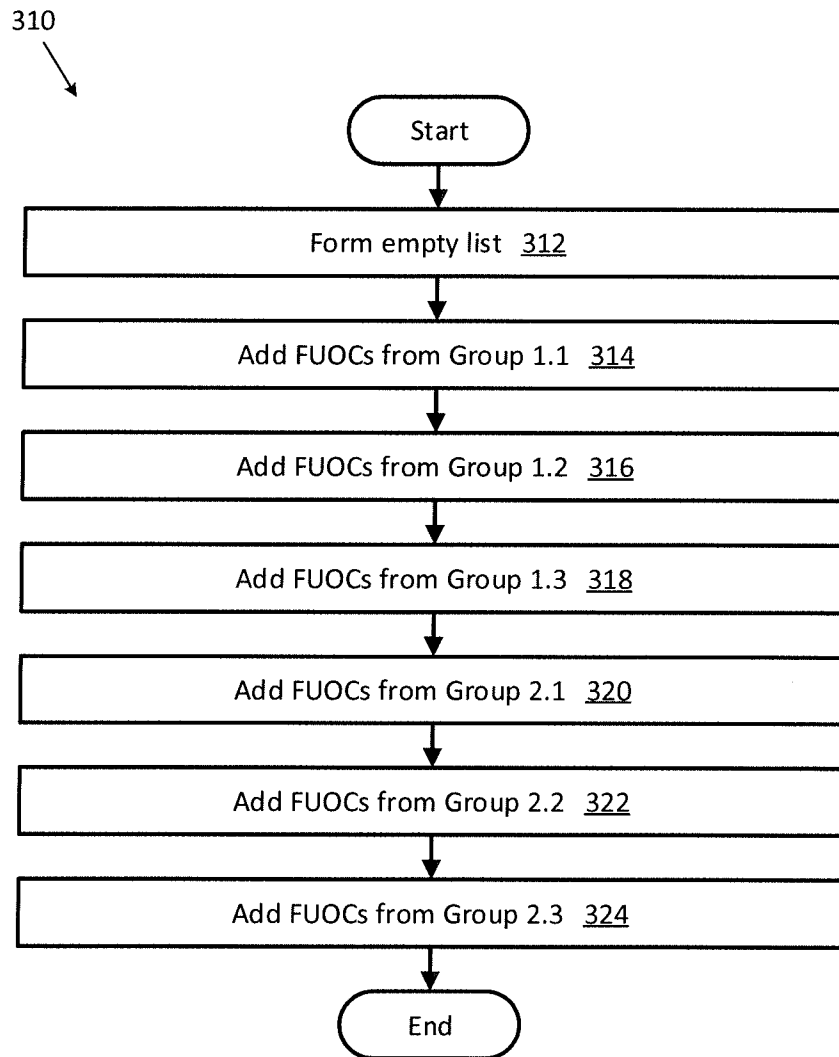 310
Start
Form empty list 312
Add FUOCs from Group 1.1 314
Add FUOCs from Group 1.2 316
Add FUOCs from Group 1.3 318
Add FUOCs from Group 2.1 320
Add FUOCs from Group 2.2 322
Add FUOCs from Group 2.3 324
End